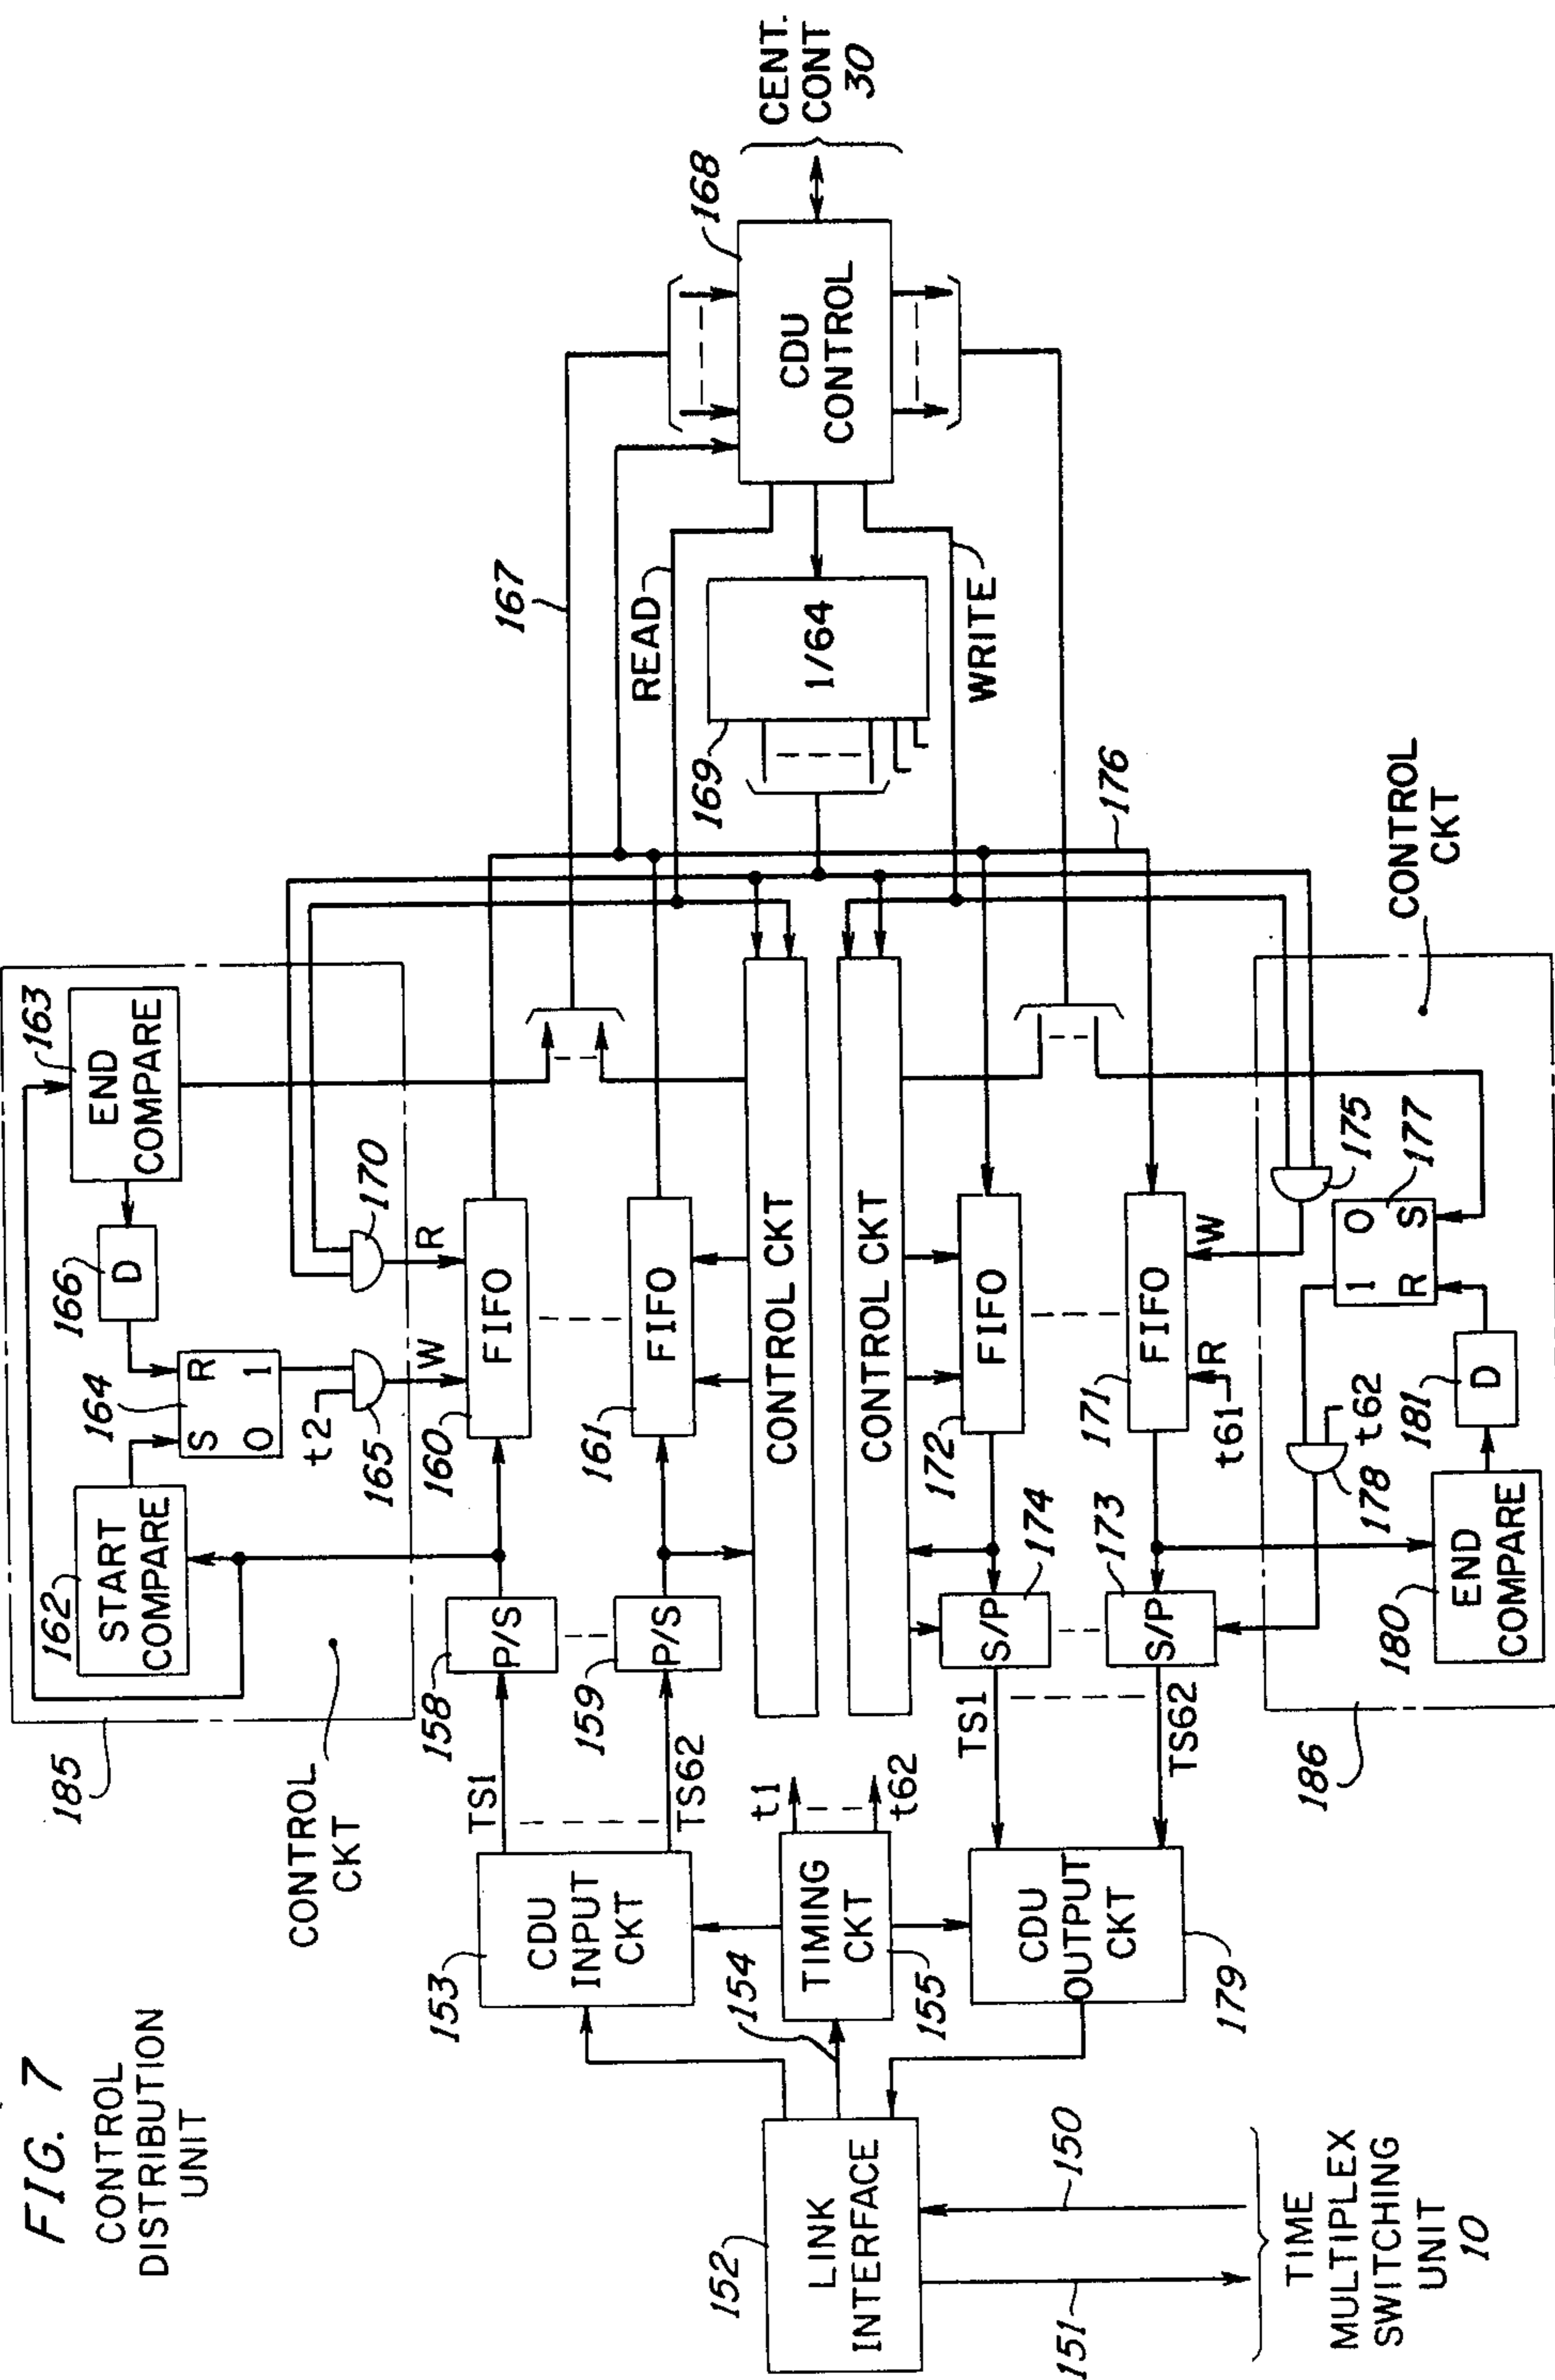 FIG. 7
CONTROL
DISTRIBUTION
UNIT
185
CONTROL
CKT
162
START
COMPARE
164
S
R
0
1
166
D
163
END
COMPARE
t2
165
W
170
R
160
FIFO
161
FIFO
158
P/S
159
P/S
TS1
TS62
153
CDU
INPUT
CKT
154
TIMING
CKT
155
t1
t62
CDU
OUTPUT
CKT
179
152
LINK
INTERFACE
150
151
TIME
MULTIPLEX
SWITCHING
UNIT
10
CONTROL CKT
CONTROL CKT
172
FIFO
171
FIFO
t61
R
W
174
S/P
173
S/P
TS1
TS62
186
180
END
COMPARE
181
D
178
t62
177
1
0
R
S
175
CONTROL
CKT
176
167
READ
169
1/64
WRITE
168
CDU
CONTROL
CENT.
CONT
30